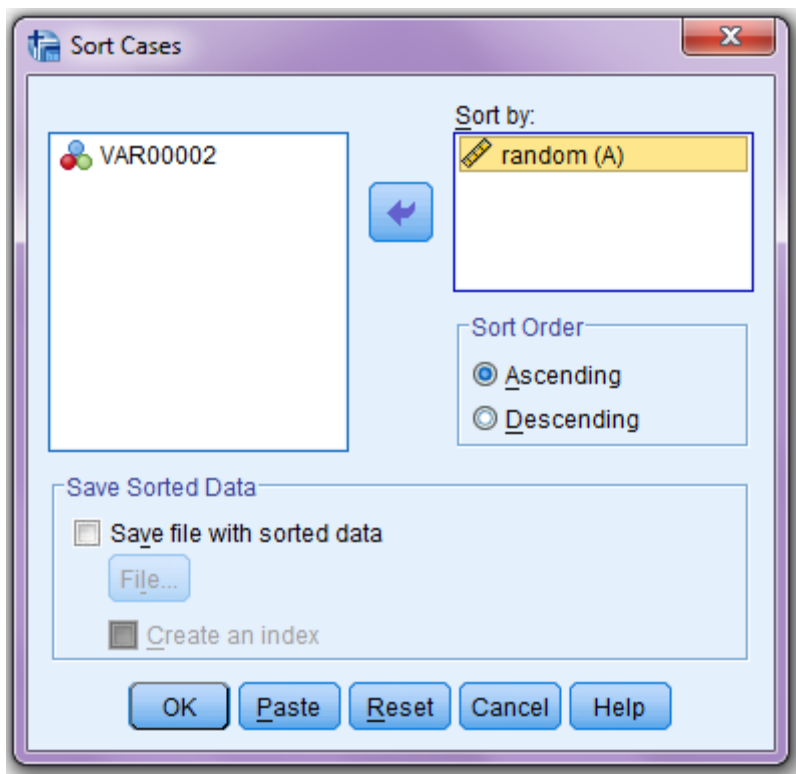 Sort Cases
VAR00002
Sort by:
random (A)
Sort Order
Ascending
Descending
Save Sorted Data
Save file with sorted data
File...
Create an index
OK Paste Reset Cancel Help